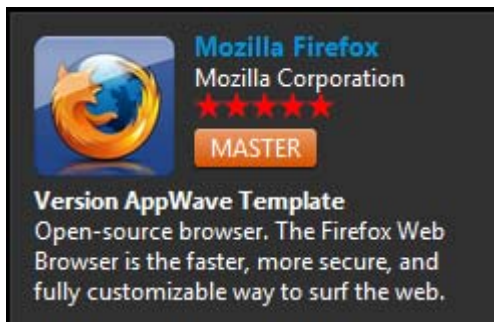 Mozilla Firefox
Mozilla Corporation
MASTER
Version AppWave Template
Open-source browser. The Firefox Web
Browser is the faster, more secure, and
fully customizable way to surf the web.